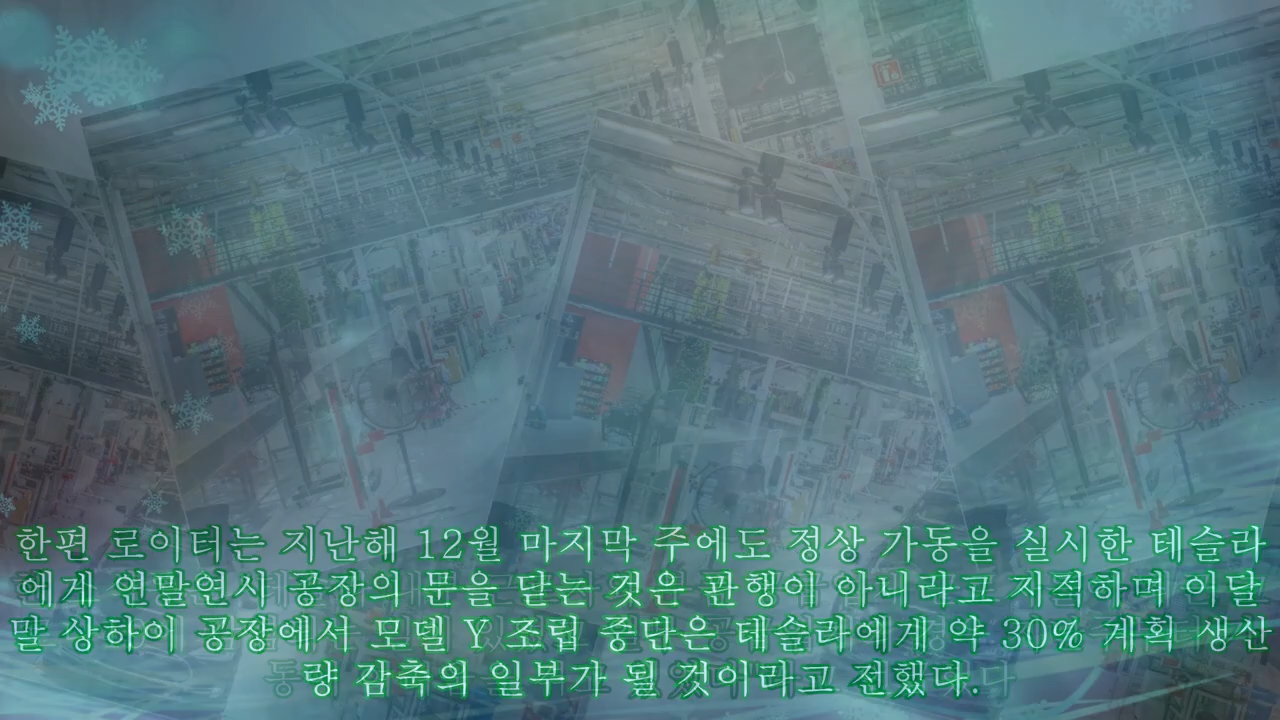 한편 로이터는 지난해 12월 마지막 주에도 정상 가동을 실시한 테슬라
에게 연말연시 공장의 문을 닫는 것은 관행이 아니라고 지적하며 이달
말 상하이 공장에서 모델 Y 조립 중단은 테슬라에게 약 30% 계획 생산
량 감축의 일부가 될 것이라고 전했다.